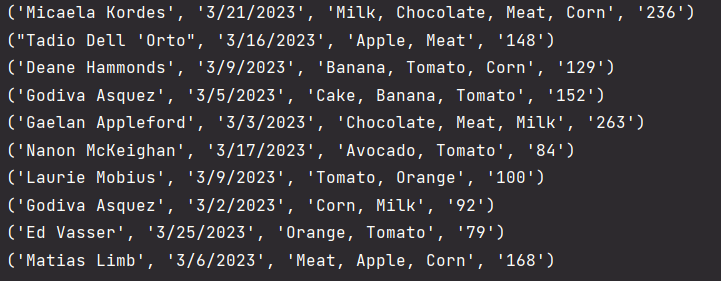 ('Micaela Kordes', '3/21/2023', 'Milk, Chocolate, Meat, Corn', '236')
("Tadio Dell 'Orto", '3/16/2023', 'Apple, Meat', '148')
('Deane Hammonds', '3/9/2023', 'Banana, Tomato, Corn', '129')
('Godiva Asquez', '3/5/2023', 'Cake, Banana, Tomato', '152')
('Gaelan Appleford', '3/3/2023', 'Chocolate, Meat, Milk', '263')
('Nanon McKeighan', '3/17/2023', 'Avocado, Tomato', '84')
('Laurie Mobius', '3/9/2023', 'Tomato, Orange', '100')
('Godiva Asquez', '3/2/2023', 'Corn, Milk', '92')
('Ed Vasser', '3/25/2023', 'Orange, Tomato', '79')
('Matias Limb', '3/6/2023', 'Meat, Apple, Corn', '168')